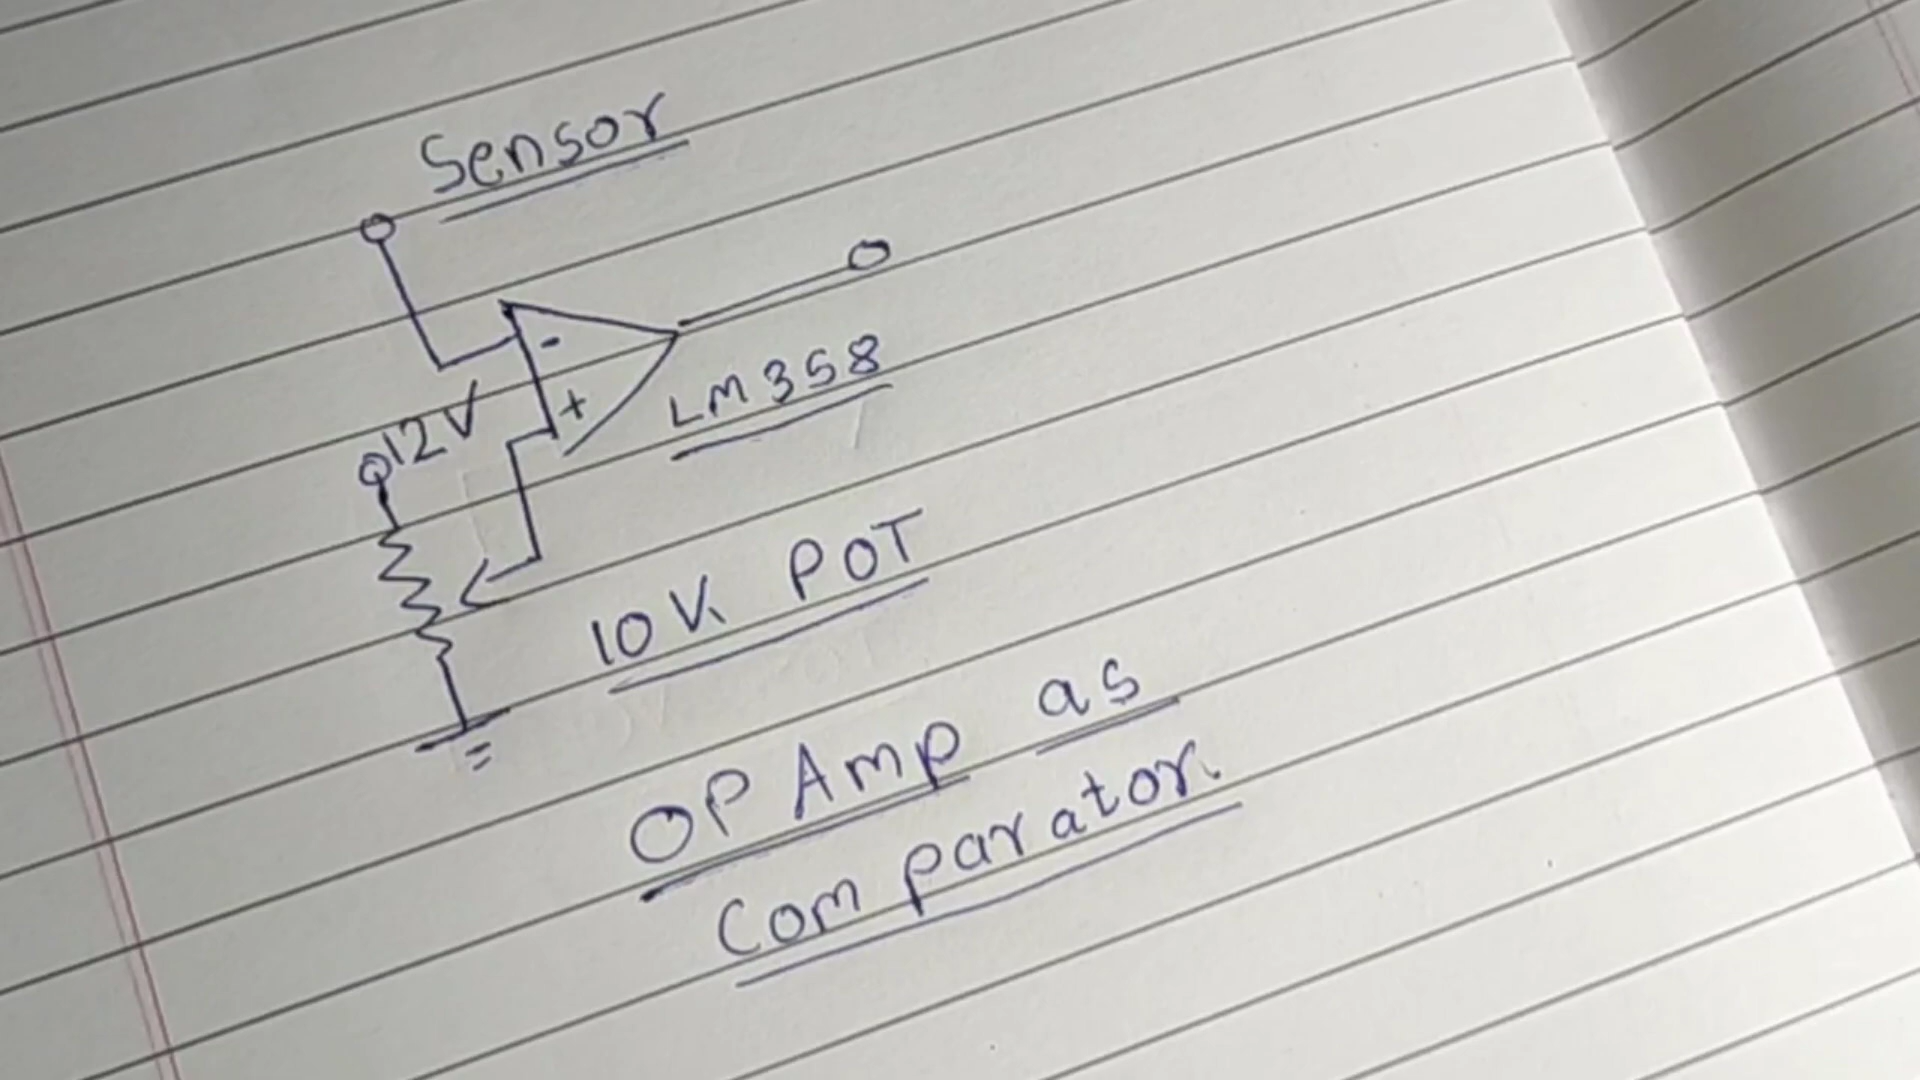 Sensor
-
+
12V
LM358
10K POT
OP Amp as
Comparator.